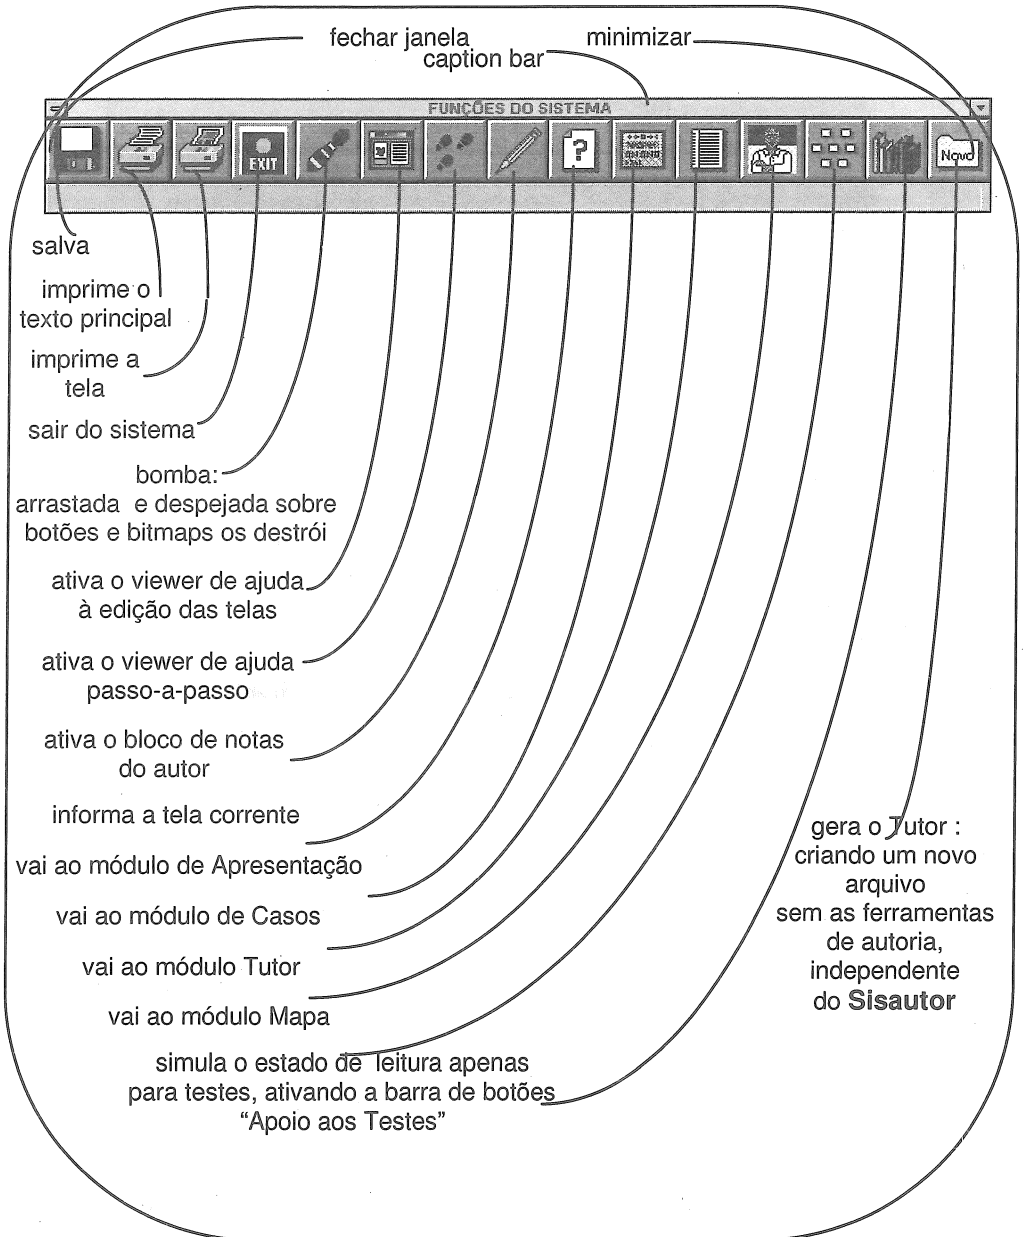 fechar janela
minimizar
caption bar
FUNÇÕES DO SISTEMA
EXIT
?
Novo
salva
imprime o
texto principal
imprime a
tela
sair do sistema
bomba:
arrastada e despejada sobre
botões e bitmaps os destrói
ativa o viewer de ajuda
à edição das telas
ativa o viewer de ajuda
passo-a-passo
ativa o bloco de notas
do autor
informa a tela corrente
vai ao módulo de Apresentação
vai ao módulo de Casos
vai ao módulo Tutor
vai ao módulo Mapa
simula o estado de leitura apenas
para testes, ativando a barra de botões
“Apoio aos Testes”
gera o Tutor :
criando um novo
arquivo
sem as ferramentas
de autoria,
independente
do Sisautor